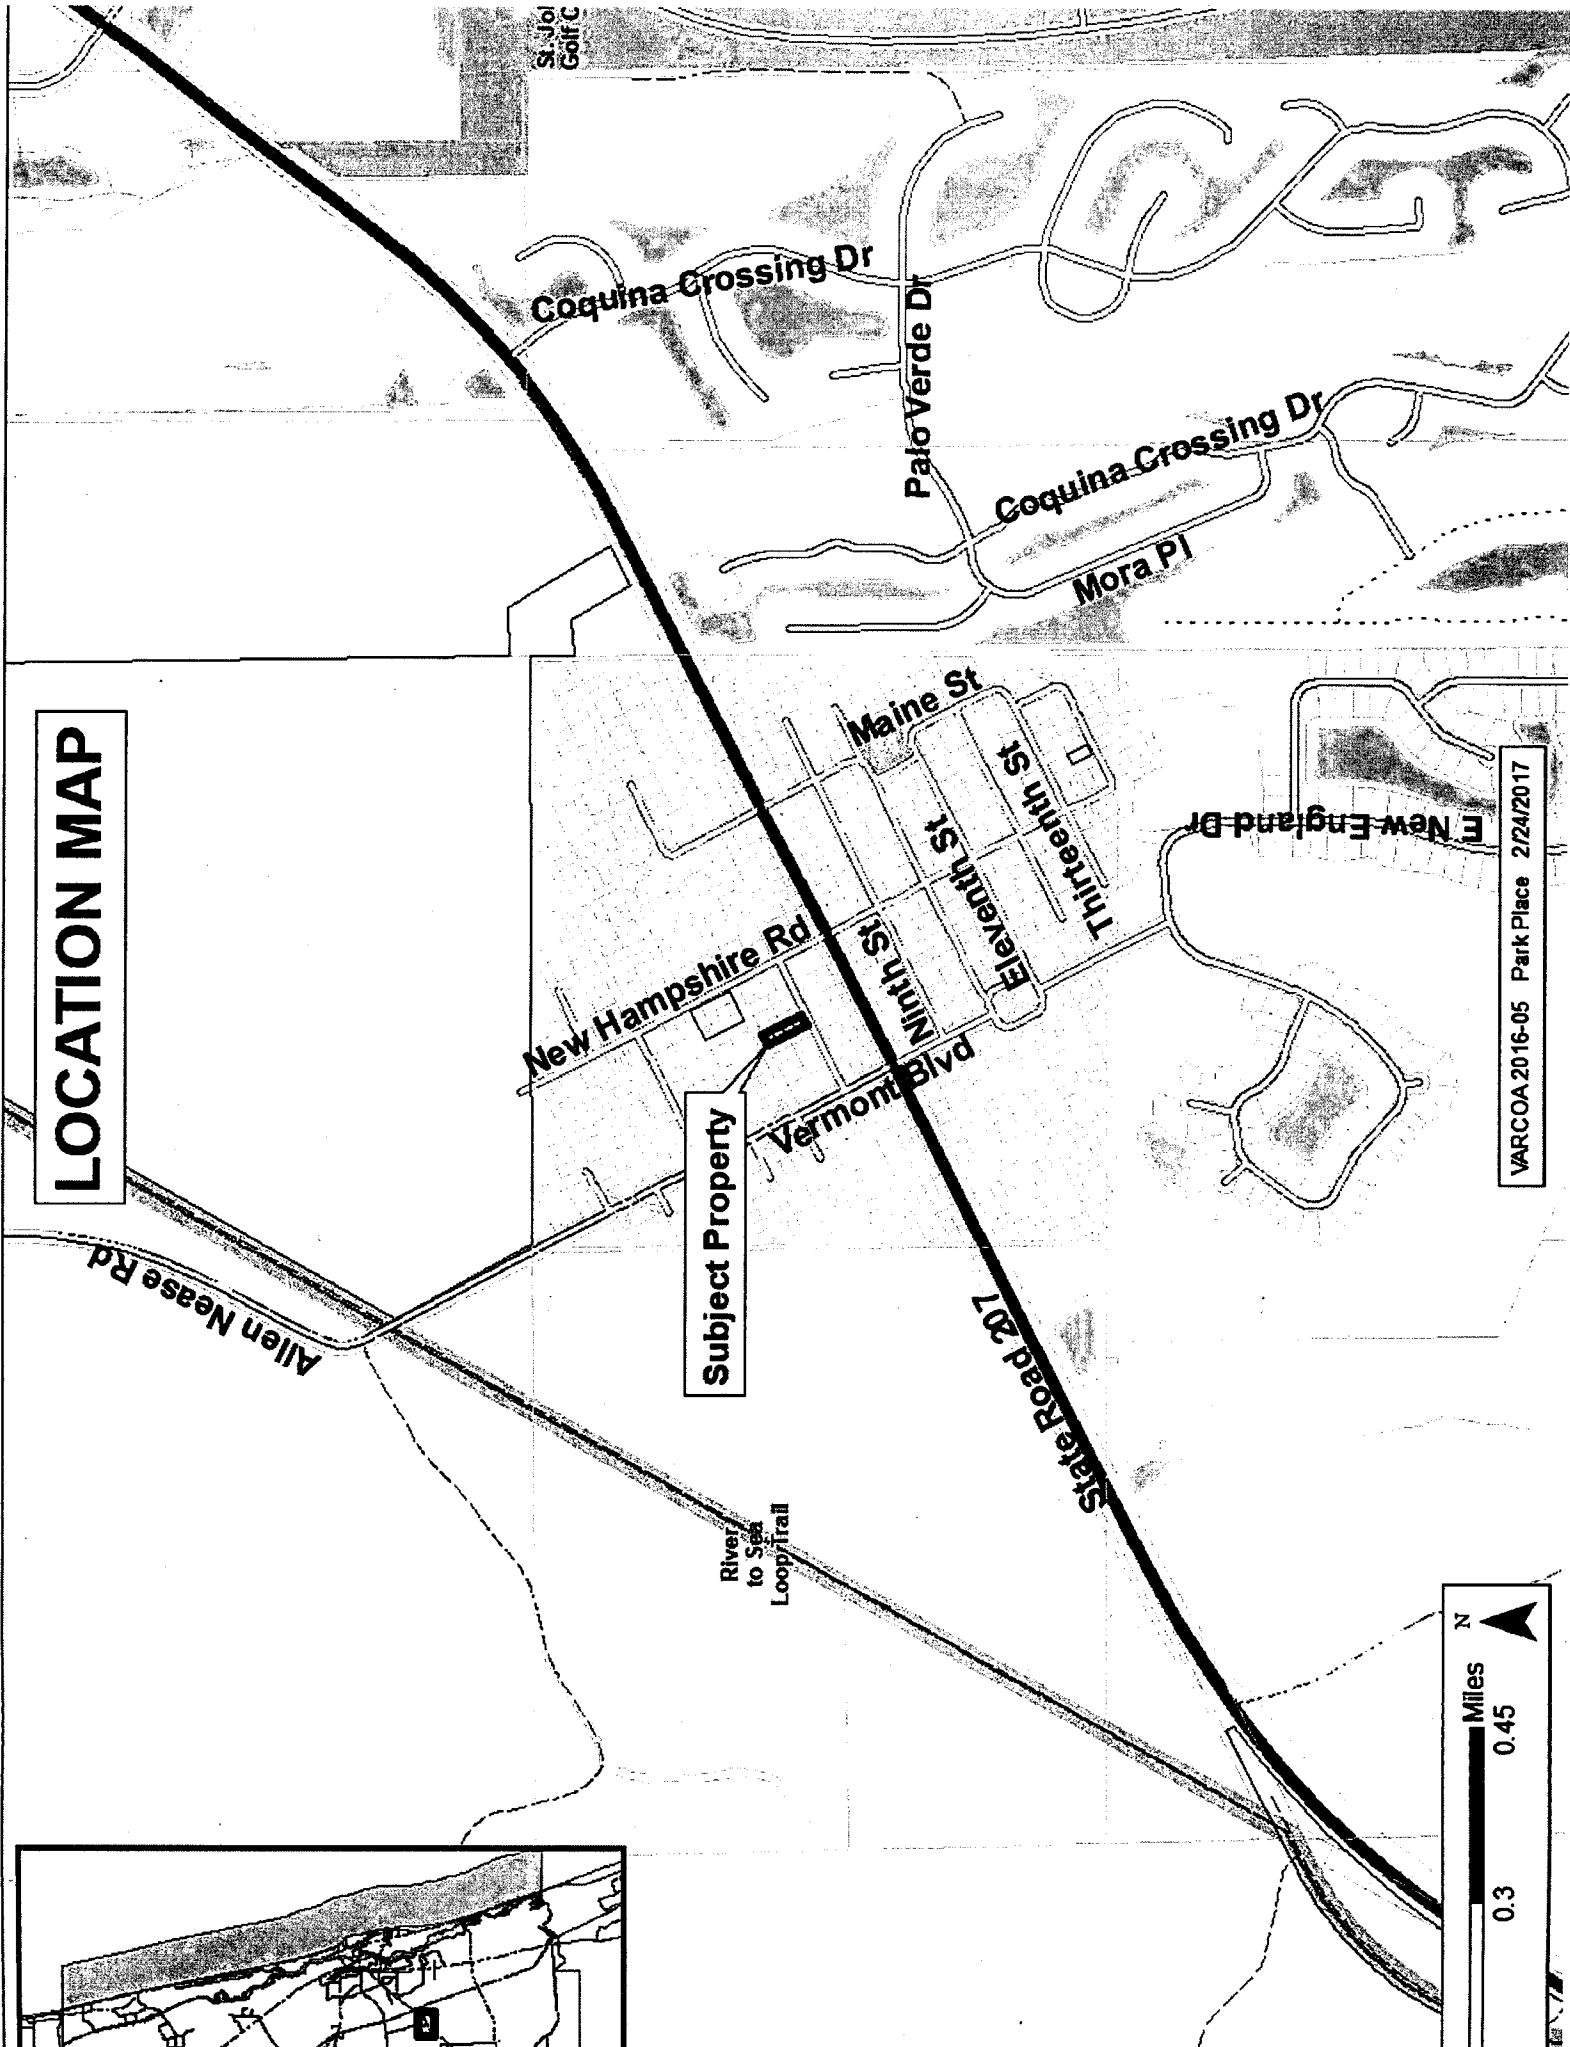 LOCATION MAP
St. Jo
Golf C
Coquina Crossing Dr
Palo Verde Dr
Coquina Crossing Dr
Mora Pl
Maine St
Thirteenth St
Eleventh St
Ninth St
New Hampshire Rd
Vermont Blvd
E New England Dr
Subject Property
Allen Nease Rd
State Road 207
River
to Sea
Loop Trail
VARCOA 2016-05 Park Place 2/24/2017
N
Miles
0.3 0.45